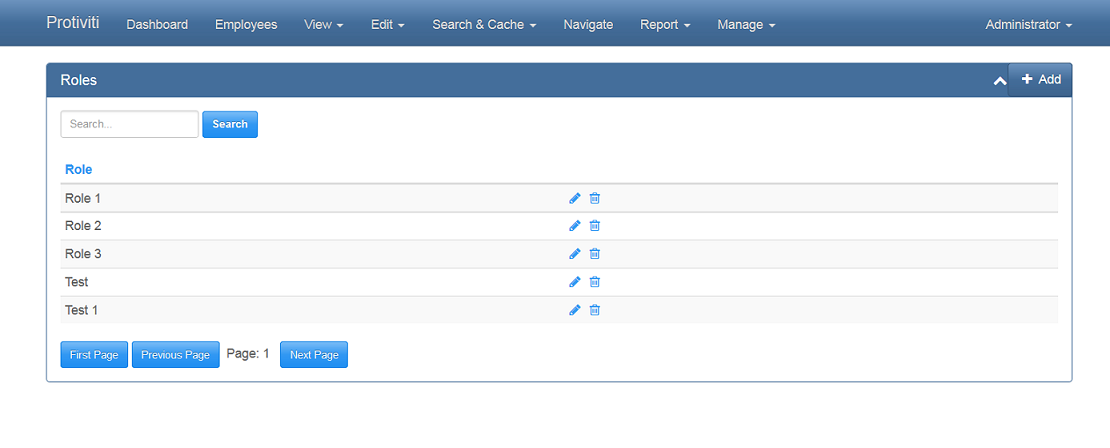 Protiviti Dashboard Employees View Edit Search & Cache Navigate Report Manage Administrator
Roles Add
Search... Search
Role
Role 1
Role 2
Role 3
Test
Test 1
First Page Previous Page Page: 1 Next Page